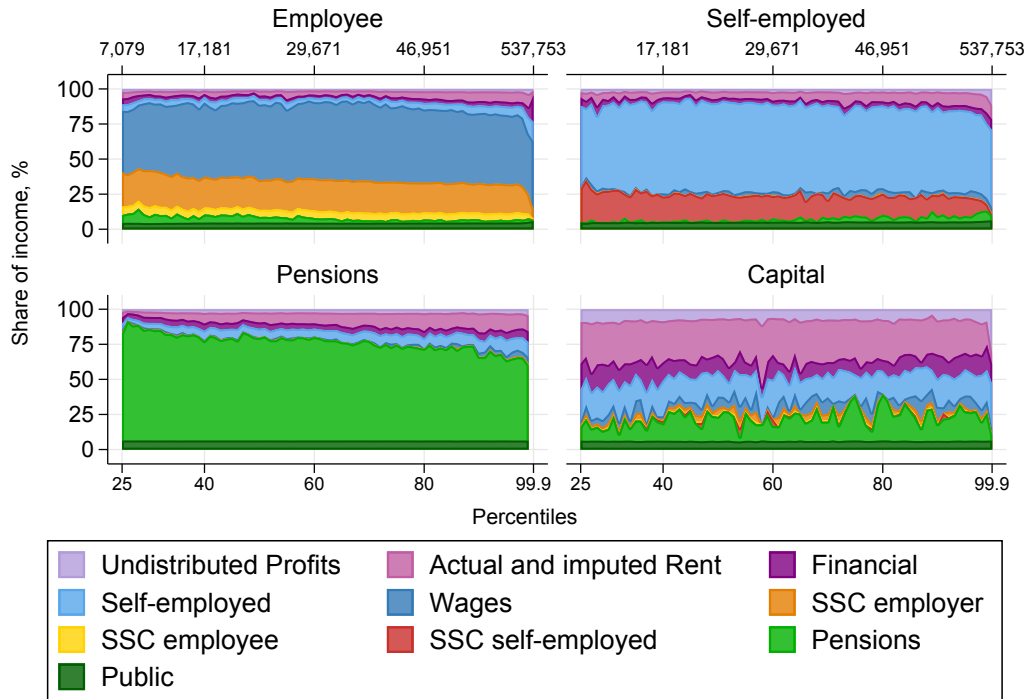 Employee Self-employed
7,079 17,181 29,671 46,951 537,753 17,181 29,671 46,951 537,753
100
75
50
25
0
Share of income, %
Pensions Capital
100
75
50
25
0
25 40 60 80 99.9 25 40 60 80 99.9
Percentiles
Undistributed Profits Actual and imputed Rent Financial
Self-employed Wages SSC employer
SSC employee SSC self-employed Pensions
Public